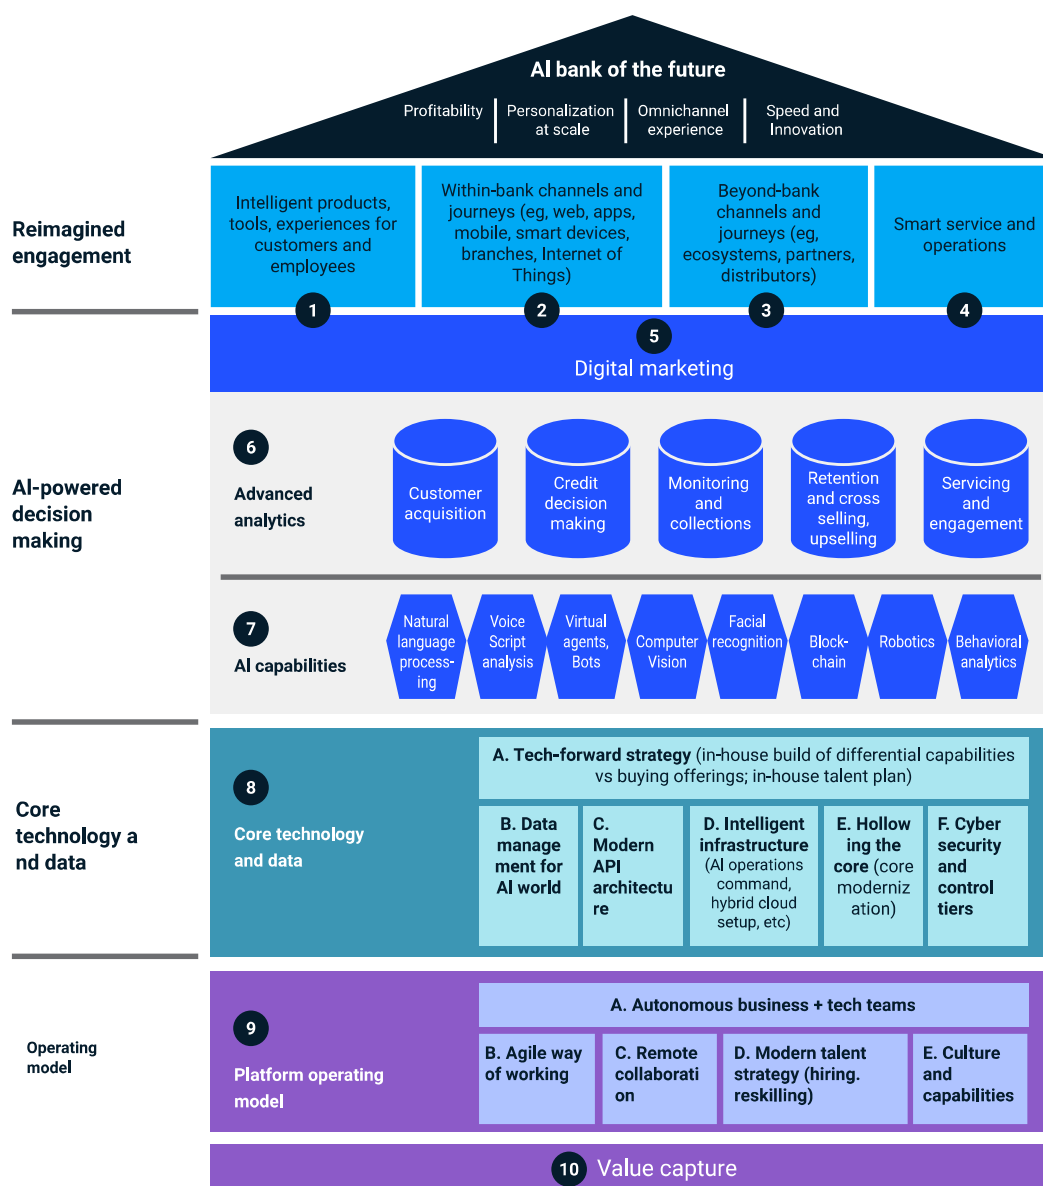 AI bank of the future
Profitability
Personalization
at scale
Omnichannel
experience
Speed and
Innovation
Reimagined
engagement
Intelligent products,
tools, experiences for
customers and
employees
Within-bank channels and
journeys (eg, web, apps,
mobile, smart devices,
branches, Internet of
Things)
Beyond-bank
channels and
journeys (eg,
ecosystems, partners,
distributors)
Smart service and
operations
1
2
3
4
5
Digital marketing
AI-powered
decision
making
6
Advanced
analytics
Customer
acquisition
Credit
decision
making
Monitoring
and
collections
Retention
and cross
selling,
upselling
Servicing
and
engagement
7
AI capabilities
Natural
language
process-
ing
Voice
Script
analysis
Virtual
agents,
Bots
Computer
Vision
Facial
recognition
Block-
chain
Robotics
Behavioral
analytics
Core
technology a
nd data
8
Core technology
and data
A. Tech-forward strategy (in-house build of differential capabilities
vs buying offerings; in-house talent plan)
B. Data
manage
ment for
AI world
C.
Modern
API
architectu
re
D. Intelligent
infrastructure
(AI operations
command,
hybrid cloud
setup, etc)
E. Hollow
ing the
core (core
moderniz
ation)
F. Cyber
security
and
control
tiers
Operating
model
9
Platform operating
model
A. Autonomous business + tech teams
B. Agile way
of working
C. Remote
collaborati
on
D. Modern talent
strategy (hiring.
reskilling)
E. Culture
and
capabilities
10 Value capture